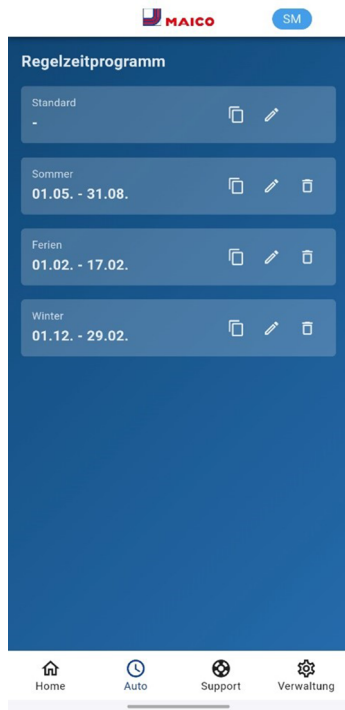 MAICO
SM
Regelzeitprogramm
Standard
-
Sommer
01.05. - 31.08.
Ferien
01.02. - 17.02.
Winter
01.12. - 29.02.
Home Auto Support Verwaltung